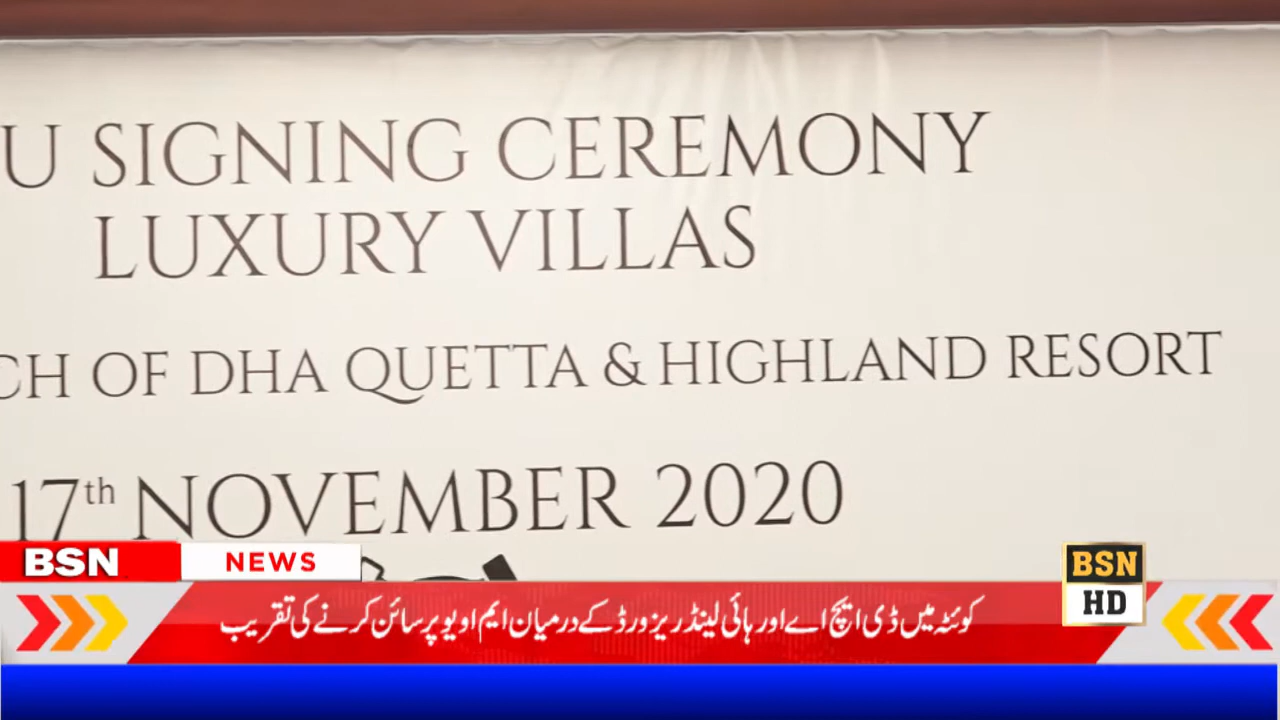 U SIGNING CEREMONY
LUXURY VILLAS
CH OF DHA QUETTA & HIGHLAND RESORT
17th NOVEMBER 2020
BSN NEWS
BSN
HD
کوئٹہ میں ڈی ایچ اے اور ہائی لینڈ ریزورڈ کے درمیان ایم او یو پر سائن کرنے کی تقریب